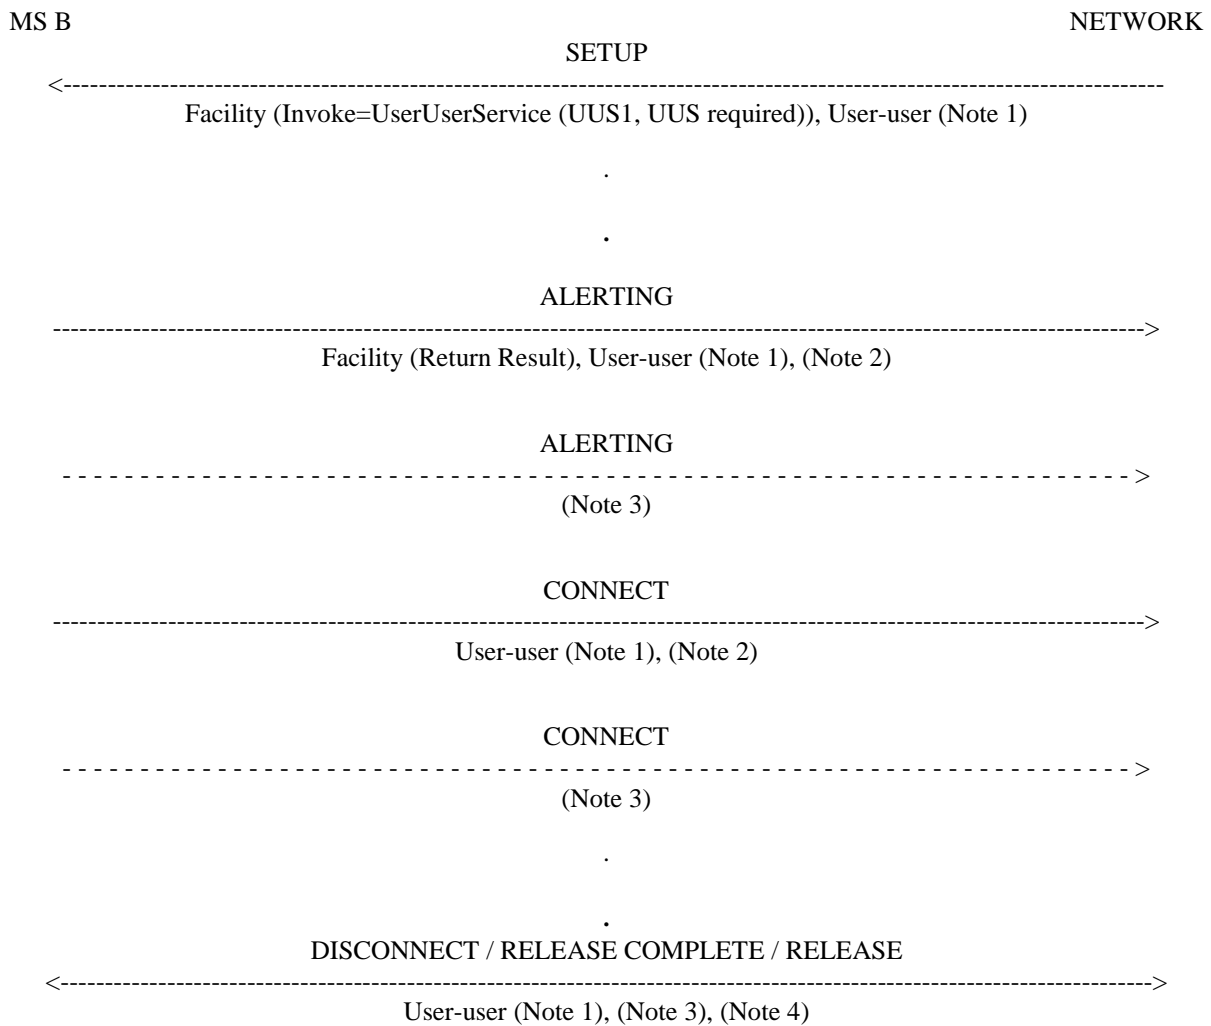 MS B NETWORK
SETUP
<------------------------------------------------------------------------------------------------------------------------
Facility (Invoke=UserUserService (UUS1, UUS required)), User-user (Note 1)
.
.
ALERTING
------------------------------------------------------------------------------------------------------------------------>
Facility (Return Result), User-user (Note 1), (Note 2)
ALERTING
- - - - - - - - - - - - - - - - - - - - - - - - - - - - - - - - - - - - - - - - - - - - - - - - - - - - - - - - - - - - - - - - - - - - - >
(Note 3)
CONNECT
------------------------------------------------------------------------------------------------------------------------>
User-user (Note 1), (Note 2)
CONNECT
- - - - - - - - - - - - - - - - - - - - - - - - - - - - - - - - - - - - - - - - - - - - - - - - - - - - - - - - - - - - - - - - - - - - - >
(Note 3)
.
.
DISCONNECT / RELEASE COMPLETE / RELEASE
<------------------------------------------------------------------------------------------------------------------------>
User-user (Note 1), (Note 3), (Note 4)